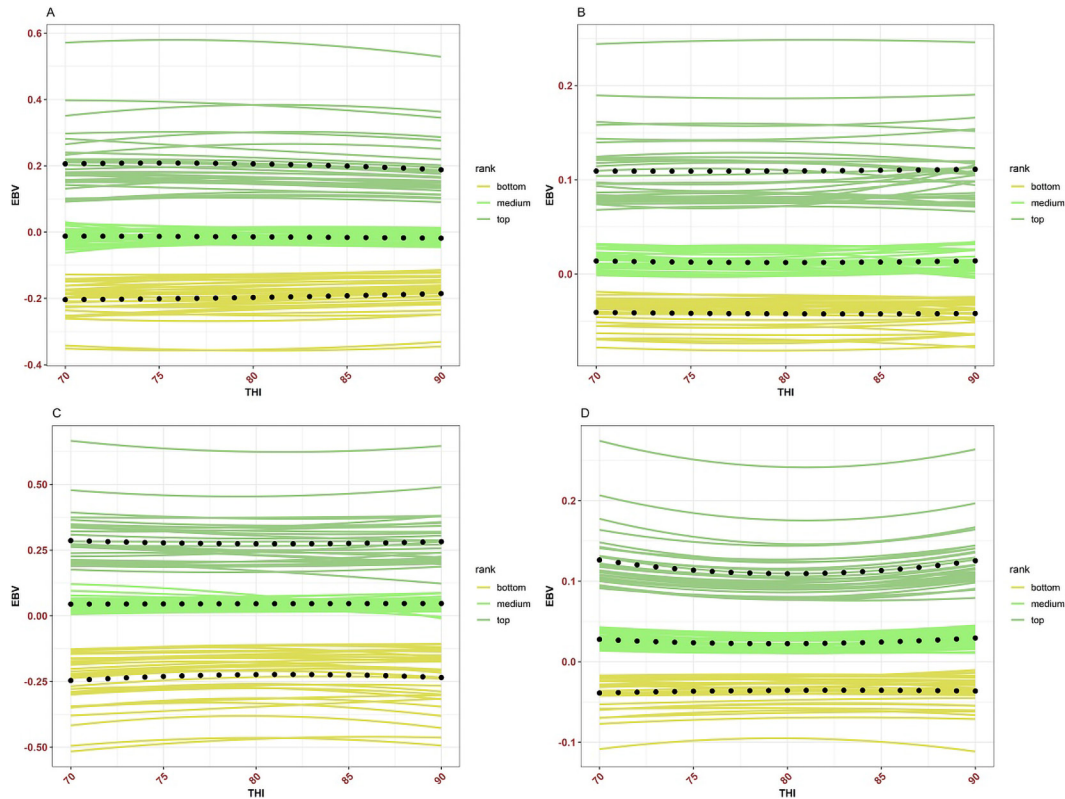 A
0.6
0.4
0.2
0.0
-0.2
-0.4
EBV
70
75
80
85
90
THI
rank
bottom
medium
top
B
0.2
0.1
0.0
EBV
70
75
80
85
90
THI
rank
bottom
medium
top
C
0.50
0.25
0.00
-0.25
-0.50
EBV
70
75
80
85
90
THI
rank
bottom
medium
top
D
0.2
0.1
0.0
-0.1
EBV
70
75
80
85
90
THI
rank
bottom
medium
top